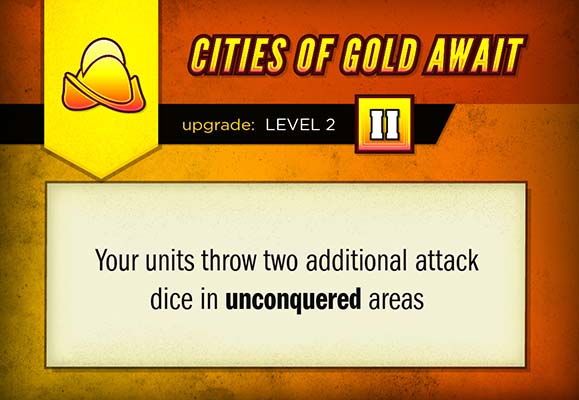 CITIES OF GOLD AWAIT
upgrade: LEVEL 2 II
Your units throw two additional attack
dice in unconquered areas